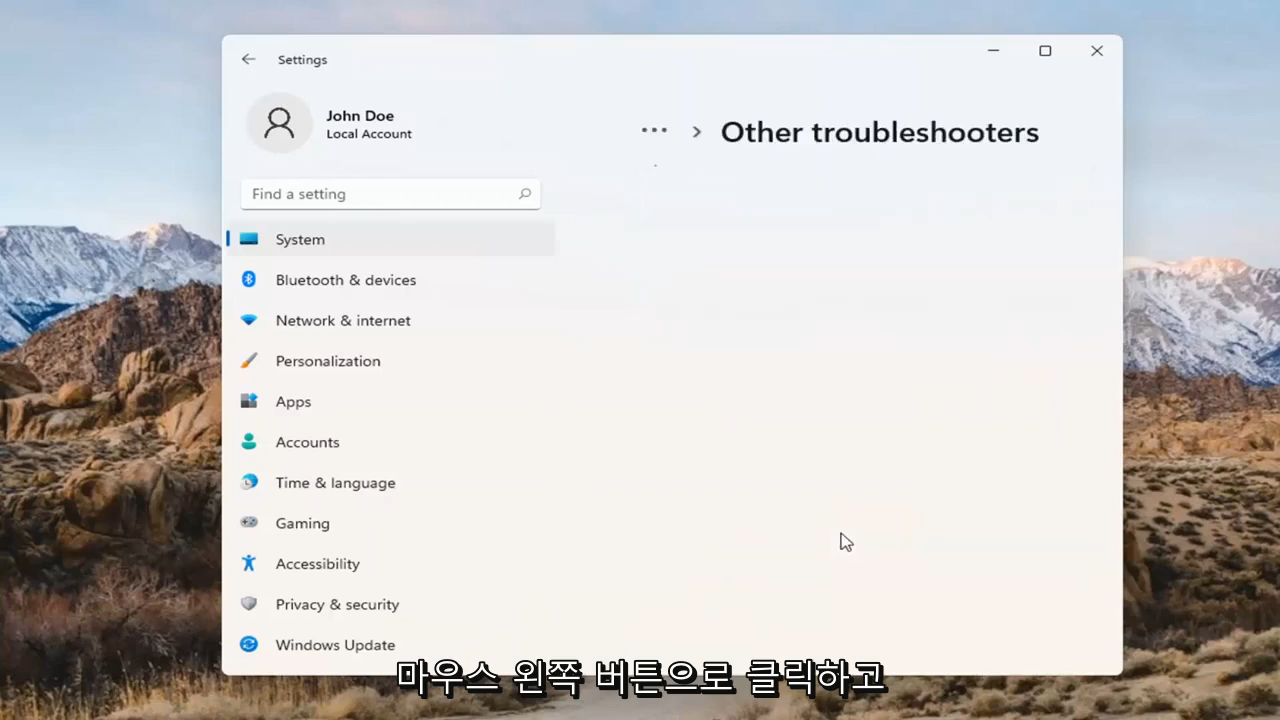 Settings
John Doe
Local Account
... > Other troubleshooters
Find a setting
System
Bluetooth & devices
Network & internet
Personalization
Apps
Accounts
Time & language
Gaming
Accessibility
Privacy & security
Windows Update
마우스 왼쪽 버튼으로 클릭하고